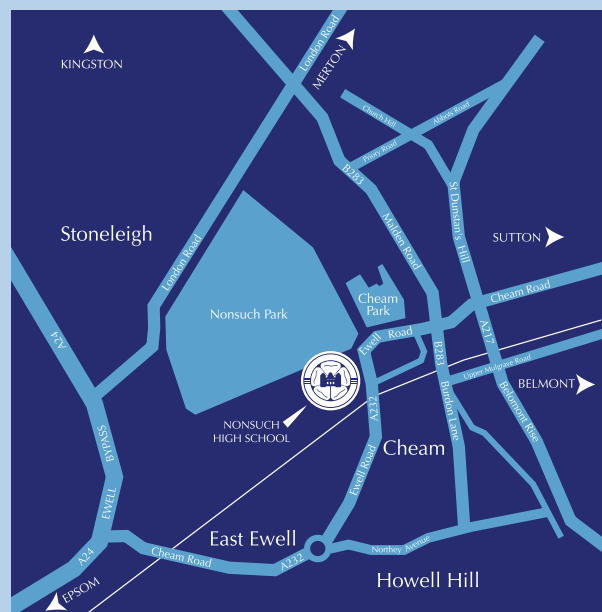 London Road
MERTON
KINGSTON
Church Hill
Abbots Road
Priory Road
B283
St Dunstan's Hill
Malden Road
Stoneleigh
SUTTON
London Road
Cheam Road
Cheam
Park
Nonsuch Park
A24
Ewell Road
B283
A217
Upper Mulgrave Road
BELMONT
A232
Burdon Lane
Belomont Rise
NONSUCH
HIGH SCHOOL
BYPASS
EWELL
Cheam
Ewell Road
East Ewell
A24
Cheam Road
A232
Northey Avenue
EPSOM
Howell Hill